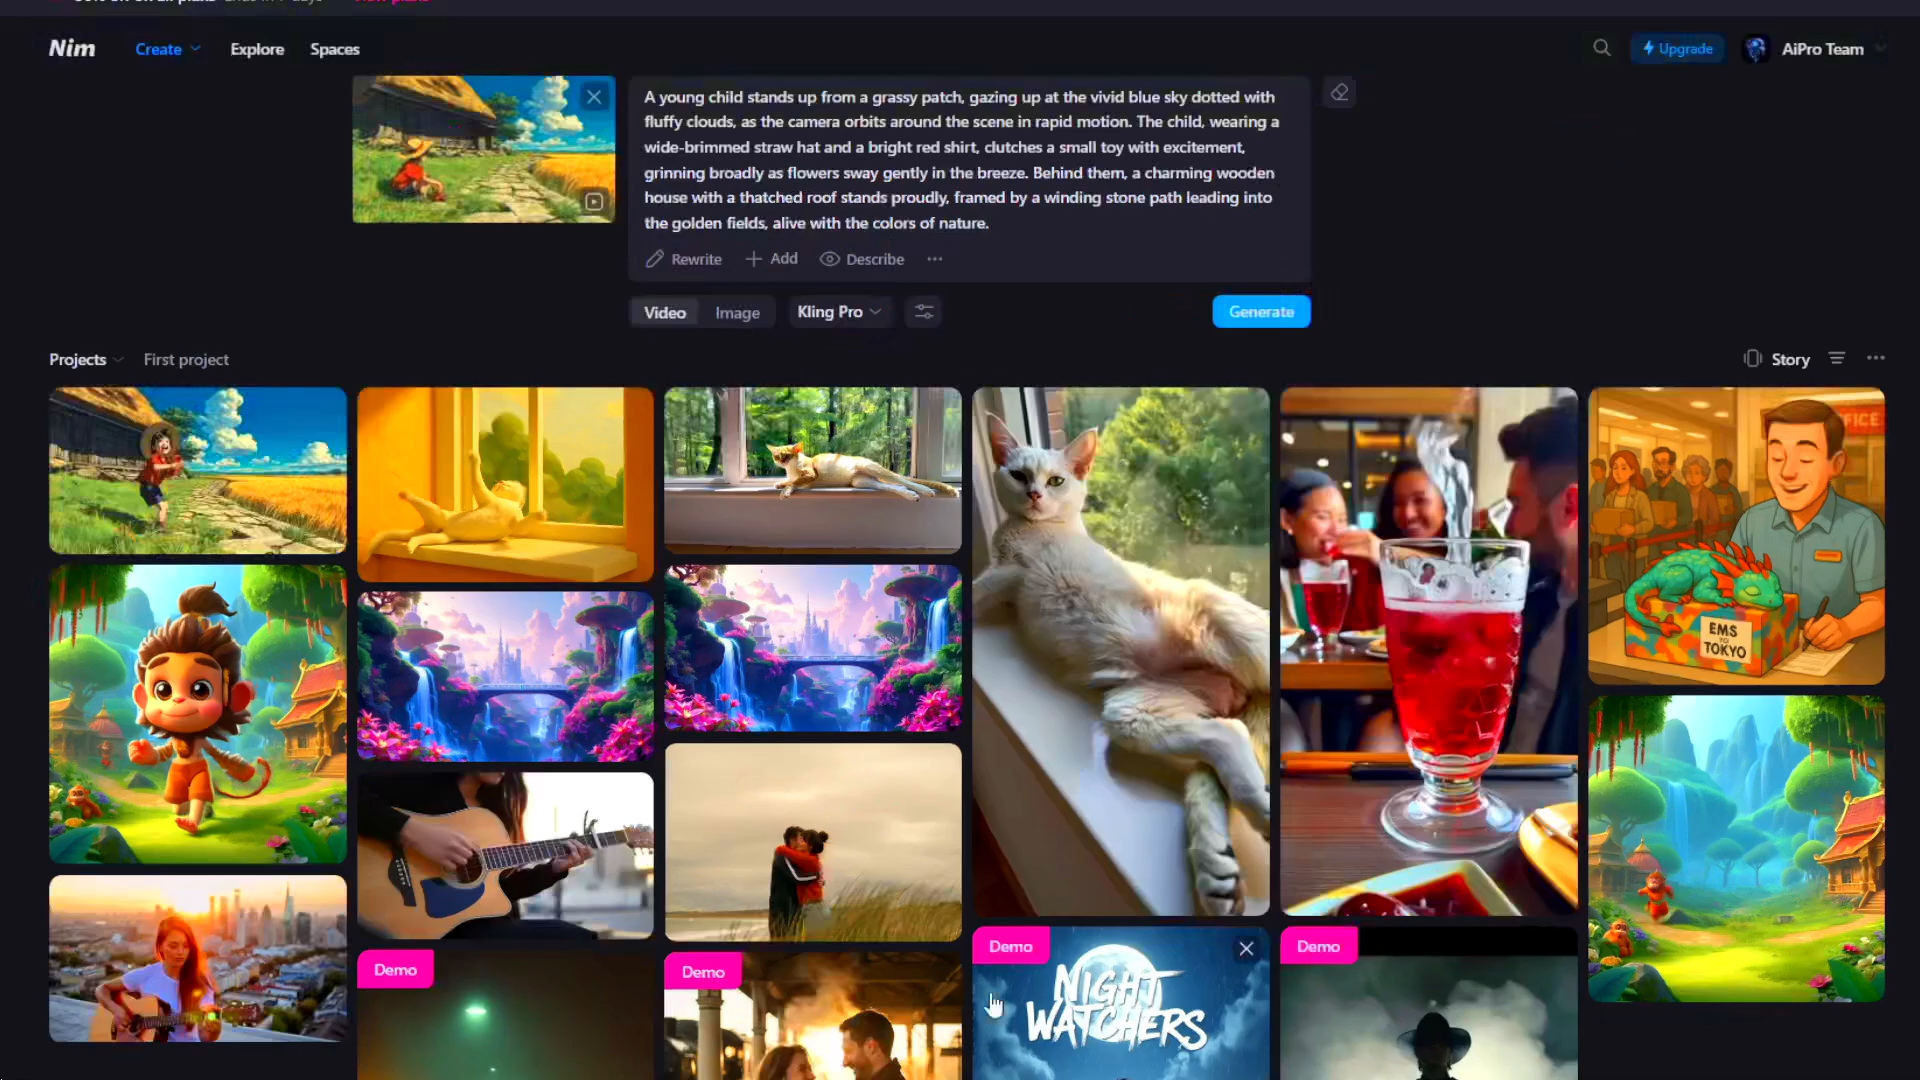 Nim
Create
Explore
Spaces
Upgrade
AiPro Team
A young child stands up from a grassy patch, gazing up at the vivid blue sky dotted with
fluffy clouds, as the camera orbits around the scene in rapid motion. The child, wearing a
wide-brimmed straw hat and a bright red shirt, clutches a small toy with excitement,
grinning broadly as flowers sway gently in the breeze. Behind them, a charming wooden
house with a thatched roof stands proudly, framed by a winding stone path leading into
the golden fields, alive with the colors of nature.
Rewrite
Add
Describe
Video
Image
Kling Pro
Generate
Projects
First project
Story
FICE
EMS
TO
TOKYO
Demo
Demo
Demo
NIGHT
WATCHERS
Demo